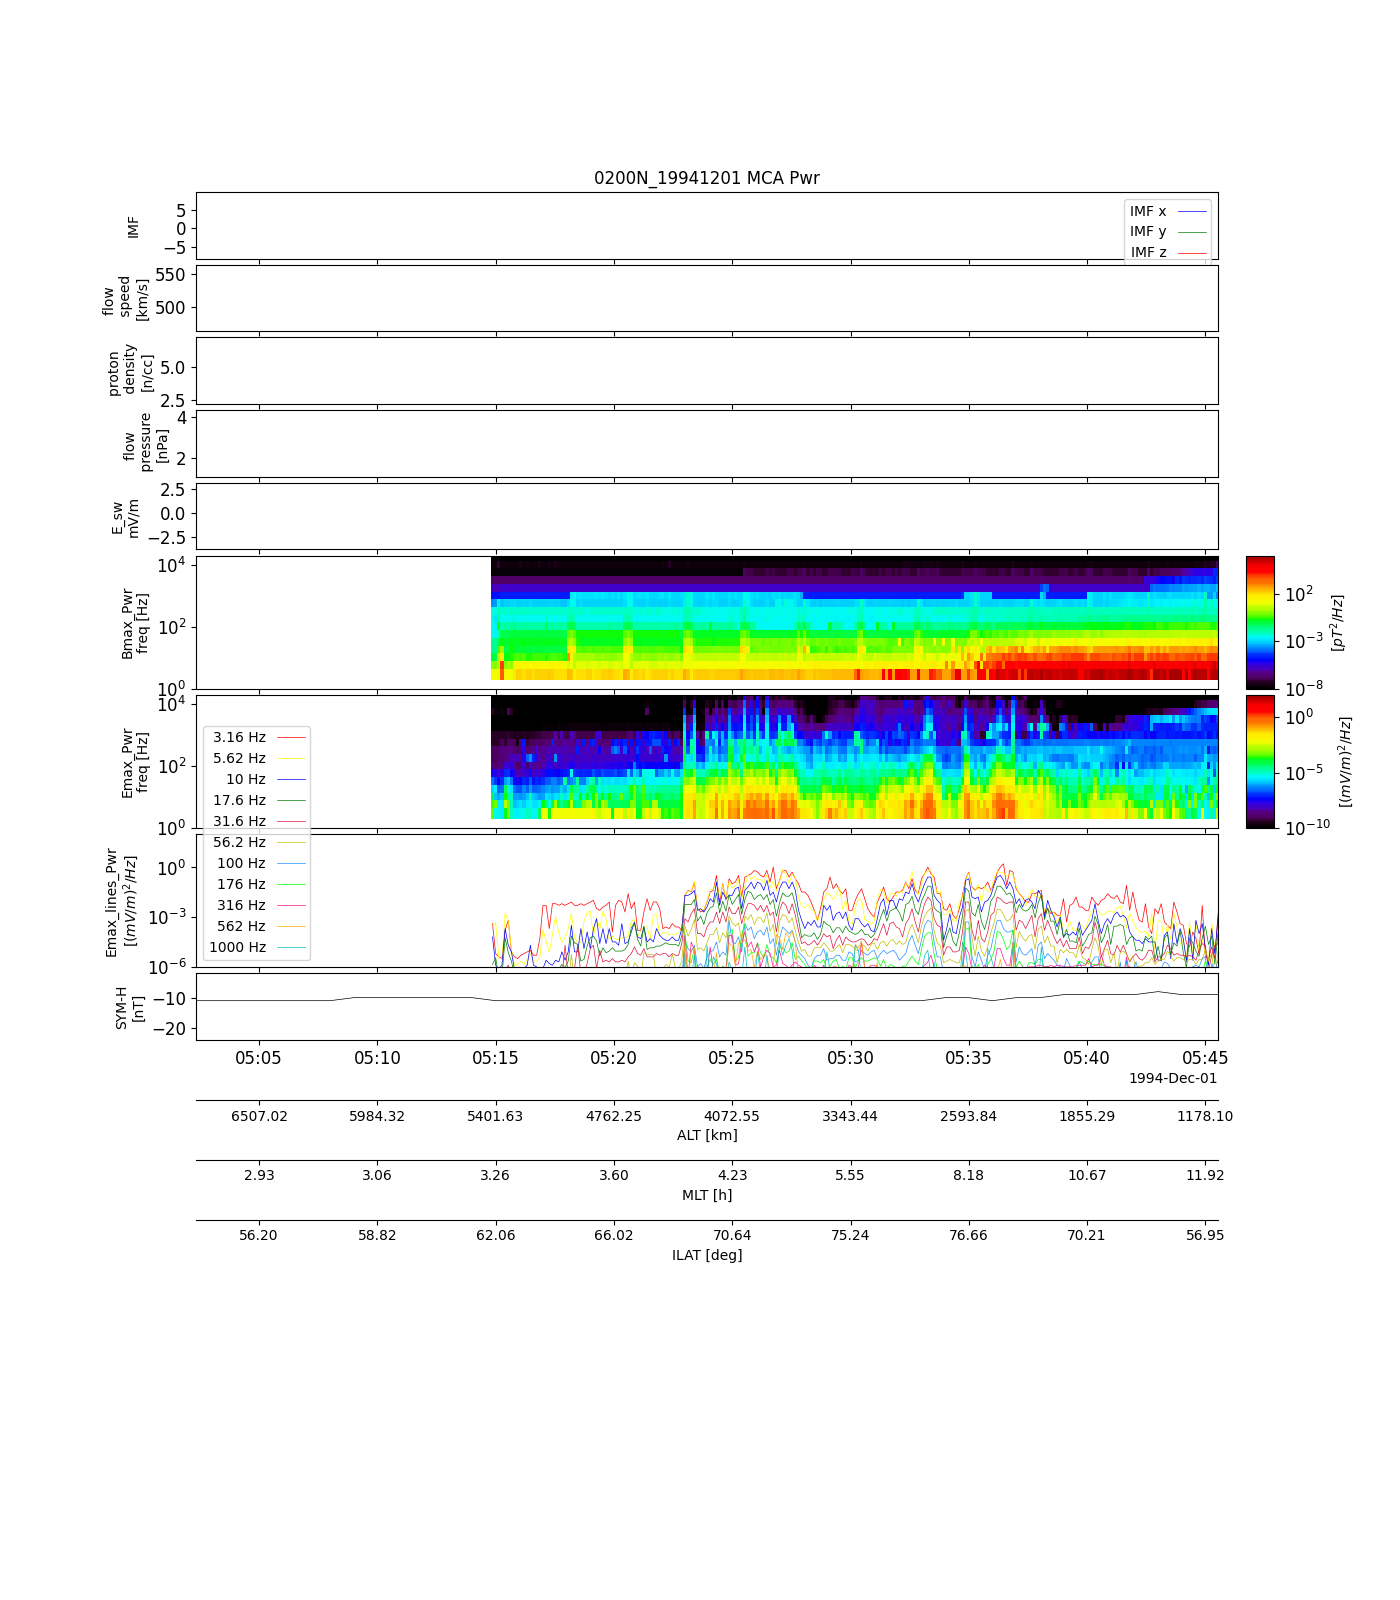 0200N_19941201 MCA Pwr
IMF
5
0
−5
IMF x
IMF y
IMF z
flow
speed
[km/s]
550
500
proton
density
[n/cc]
5.0
2.5
flow
pressure
[nPa]
4
2
E_sw
mV/m
2.5
0.0
−2.5
Bmax_Pwr
freq [Hz]
10^4
10^2
10^0
10^2
10^−3
10^−8
[pT^2/Hz]
Emax_Pwr
freq [Hz]
10^4
10^2
10^0
10^0
10^−5
10^−10
[(mV/m)^2/Hz]
3.16 Hz
5.62 Hz
10 Hz
17.6 Hz
31.6 Hz
56.2 Hz
100 Hz
176 Hz
316 Hz
562 Hz
1000 Hz
Emax_lines_Pwr
[(mV/m)^2/Hz]
10^0
10^−3
10^−6
SYM-H
[nT]
−10
−20
05:05 05:10 05:15 05:20 05:25 05:30 05:35 05:40 05:45
1994-Dec-01
6507.02 5984.32 5401.63 4762.25 4072.55 3343.44 2593.84 1855.29 1178.10
ALT [km]
2.93 3.06 3.26 3.60 4.23 5.55 8.18 10.67 11.92
MLT [h]
56.20 58.82 62.06 66.02 70.64 75.24 76.66 70.21 56.95
ILAT [deg]